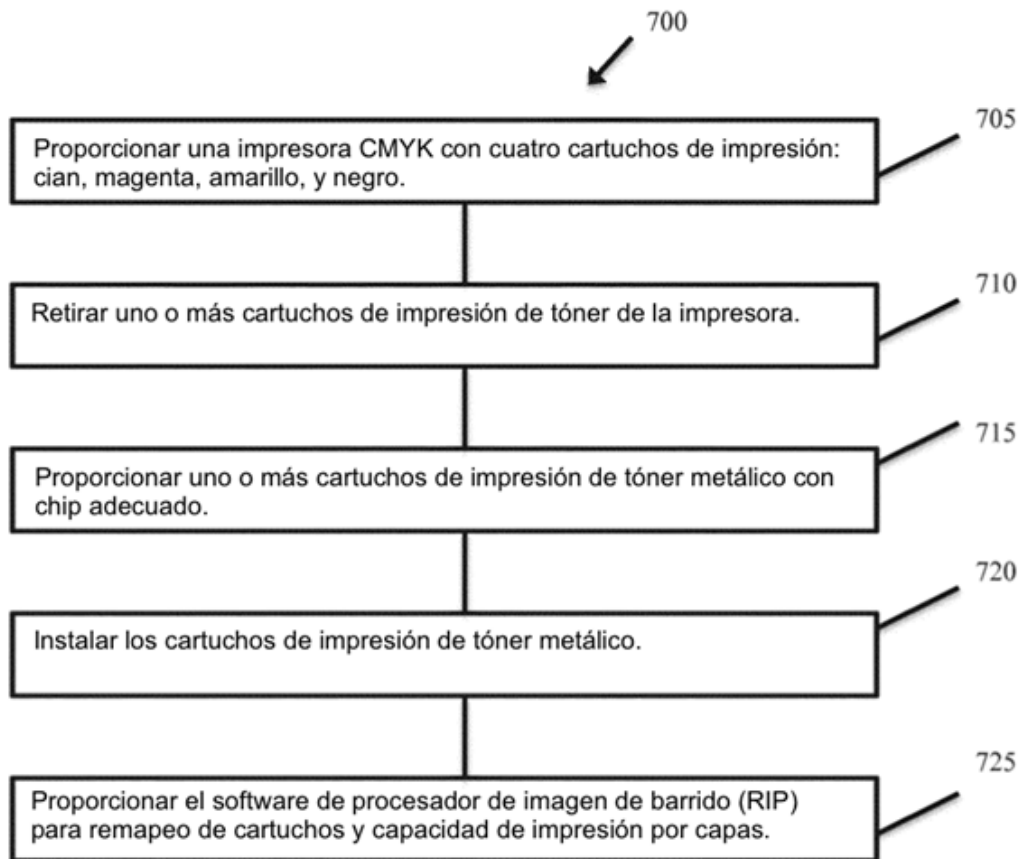 700
705
Proporcionar una impresora CMYK con cuatro cartuchos de impresión:
cian, magenta, amarillo, y negro.
710
Retirar uno o más cartuchos de impresión de tóner de la impresora.
715
Proporcionar uno o más cartuchos de impresión de tóner metálico con
chip adecuado.
720
Instalar los cartuchos de impresión de tóner metálico.
725
Proporcionar el software de procesador de imagen de barrido (RIP)
para remapeo de cartuchos y capacidad de impresión por capas.